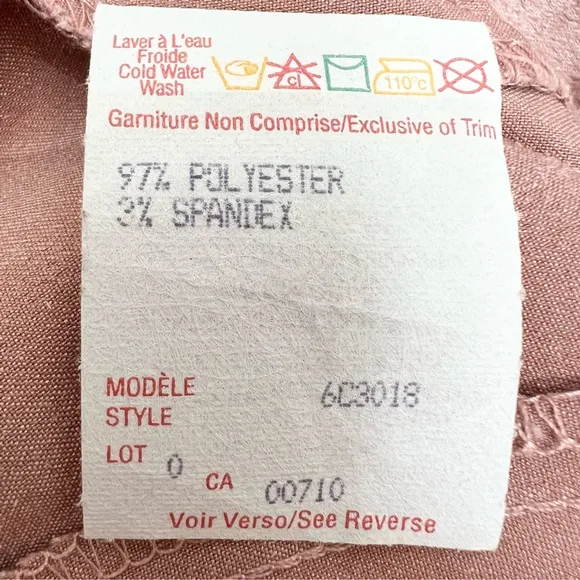 Laver à L'eau
Froide
Cold Water
Wash
cl
110°c
Garniture Non Comprise/Exclusive of Trim
97% POLYESTER
3% SPANDEX
MODÈLE
STYLE 6C3018
LOT 0 CA 00710
Voir Verso/See Reverse